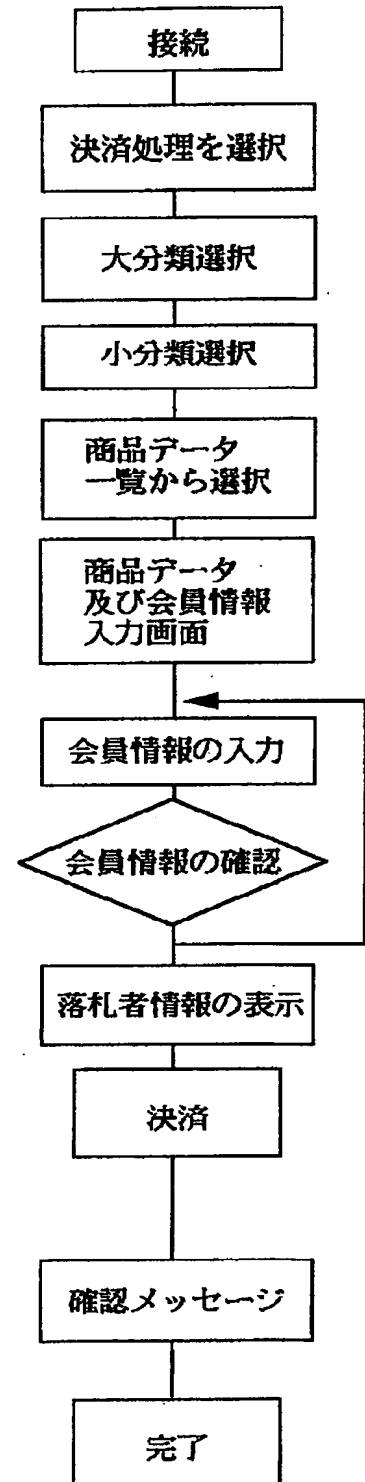 接続
決済処理を選択
大分類選択
小分類選択
商品データ
一覧から選択
商品データ
及び会員情報
入力画面
会員情報の入力
会員情報の確認
落札者情報の表示
決済
確認メッセージ
完了